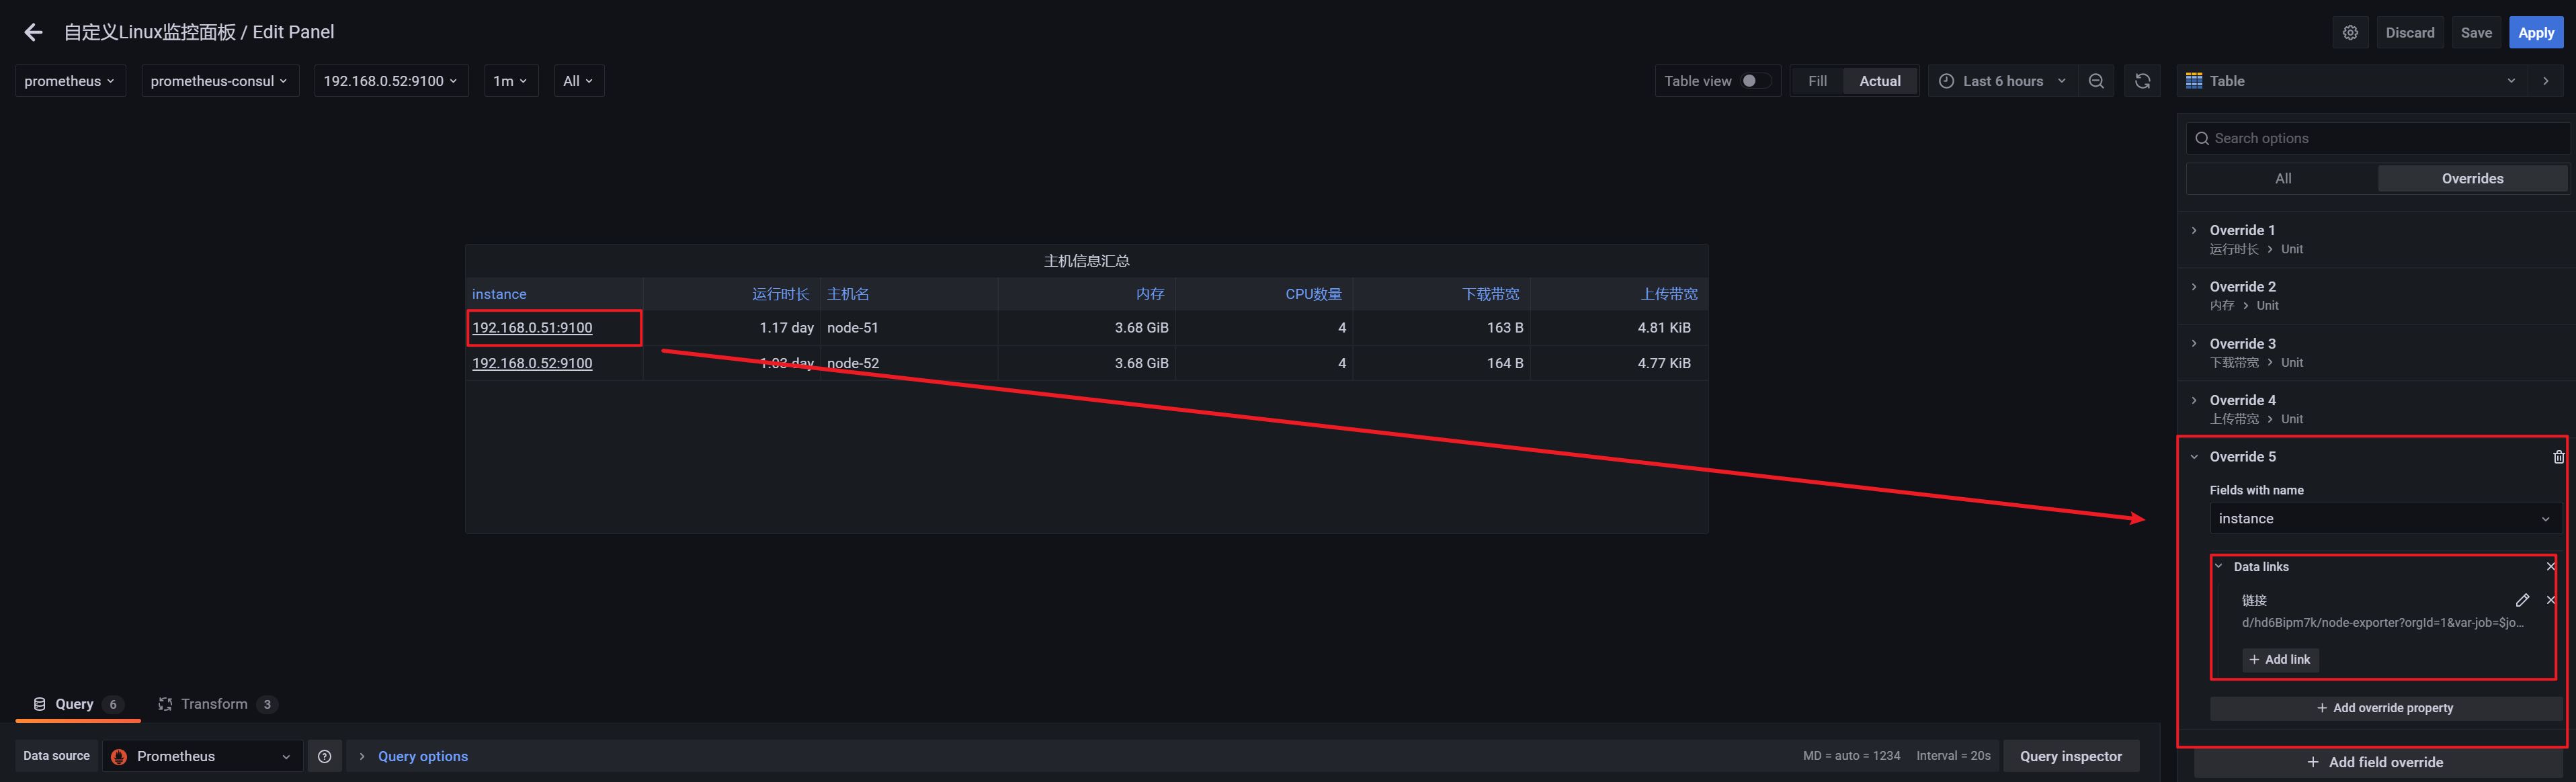 自定义Linux监控面板 / Edit Panel
Discard
Save
Apply
prometheus
prometheus-consul
192.168.0.52:9100
1m
All
Table view
Fill
Actual
Last 6 hours
Table
Search options
All
Overrides
主机信息汇总
instance 运行时长 主机名 内存 CPU数量 下载带宽 上传带宽
192.168.0.51:9100 1.17 day node-51 3.68 GiB 4 163 B 4.81 KiB
192.168.0.52:9100 day node-52 3.68 GiB 4 164 B 4.77 KiB
Override 1
运行时长 > Unit
Override 2
内存 > Unit
Override 3
下载带宽 > Unit
Override 4
上传带宽 > Unit
Override 5
Fields with name
instance
Data links
链接
d/hd6Bipm7k/node-exporter?orgId=1&var-job=$jo...
+ Add link
+ Add override property
+ Add field override
Query 6
Transform 3
Data source
Prometheus
Query options
MD = auto = 1234
Interval = 20s
Query inspector